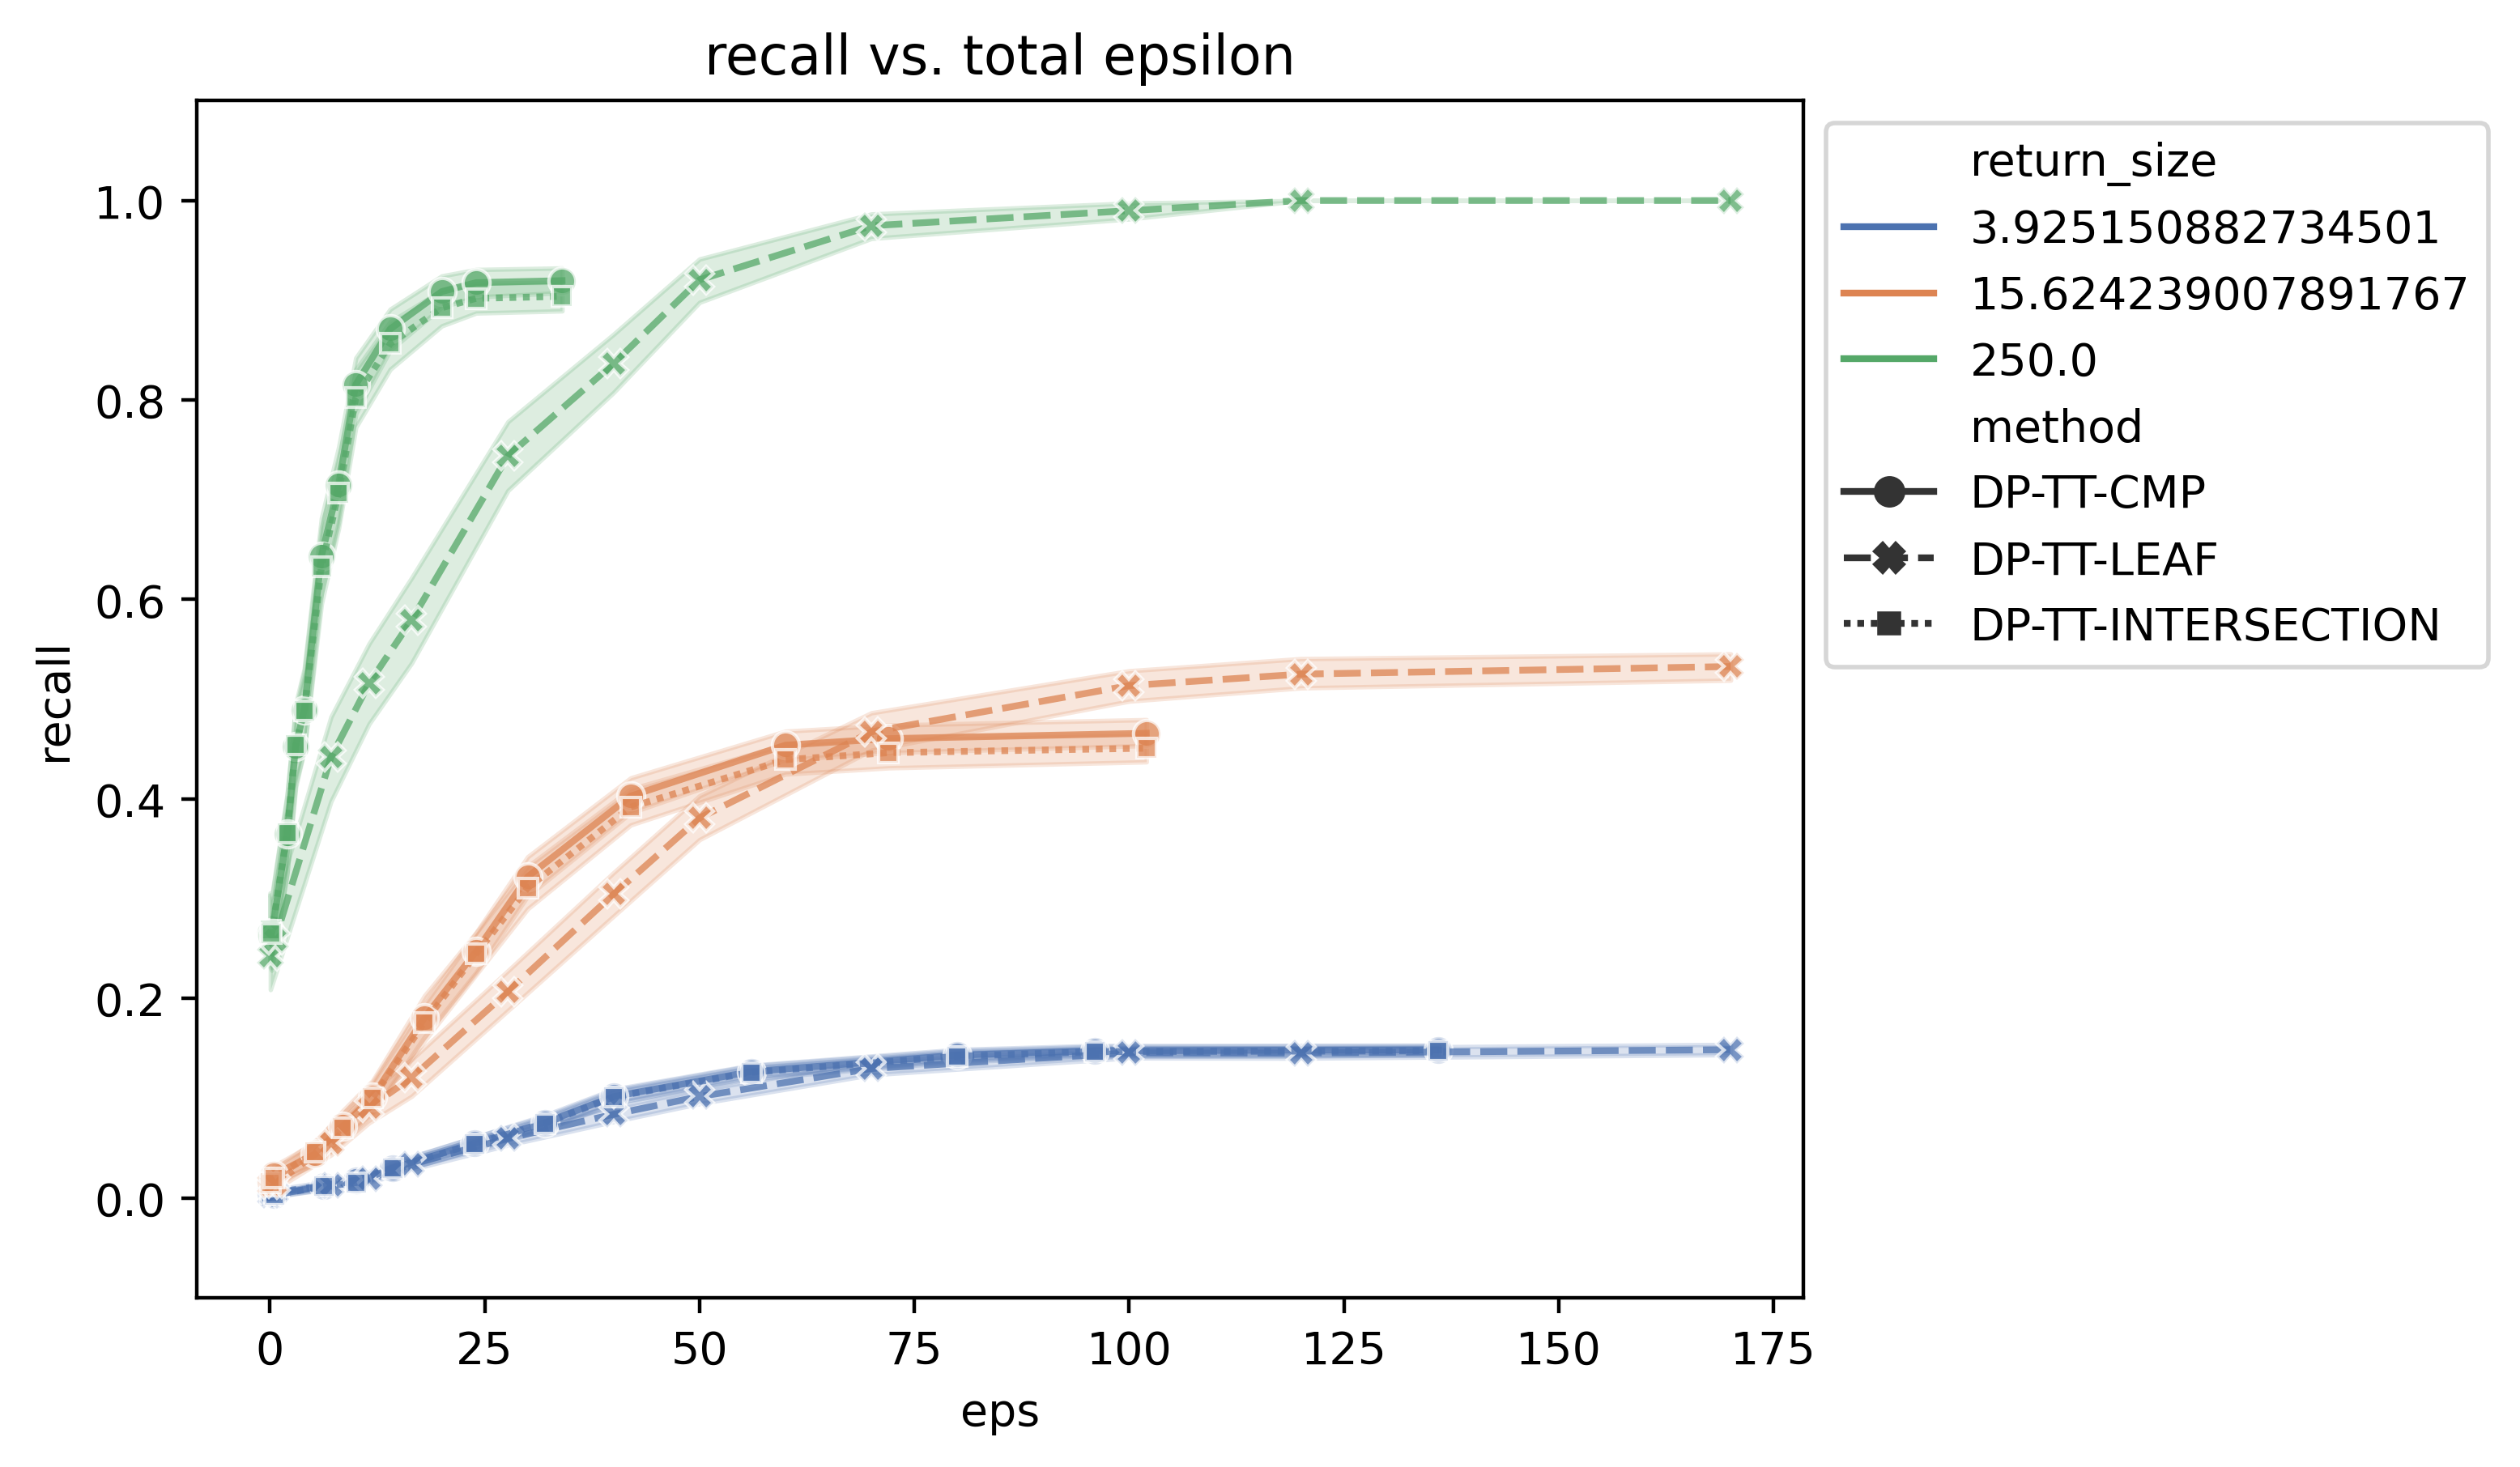 recall vs. total epsilon
recall
1.0
0.8
0.6
0.4
0.2
0.0
0 25 50 75 100 125 150 175
eps
return_size
3.925150882734501
15.624239007891767
250.0
method
DP-TT-CMP
DP-TT-LEAF
DP-TT-INTERSECTION